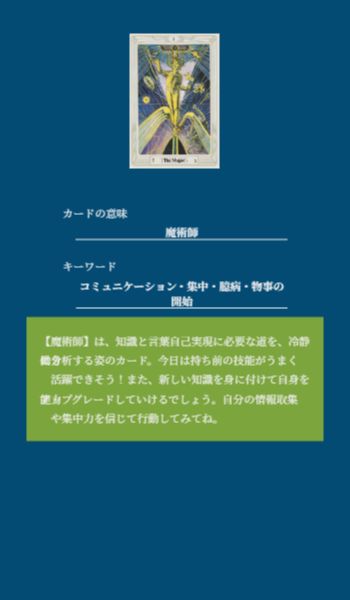 I
The Magus
カードの意味
魔術師
キーワード
コミュニケーション・集中・臆病・物事の
開始
【魔術師】は、知識と言葉自己実現に必要な道を、冷静
分析する姿のカード。今日は持ち前の技能がうまく
活躍できそう！また、新しい知識を身に付けて自身を
プグレードしていけるでしょう。自分の情報取集
や集中力を信じて行動してみてね。